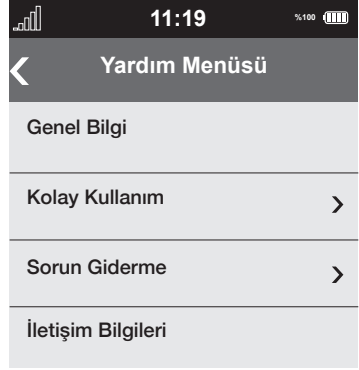 11:19
%100
Yardım Menüsü
Genel Bilgi
Kolay Kullanım
Sorun Giderme
İletişim Bilgileri